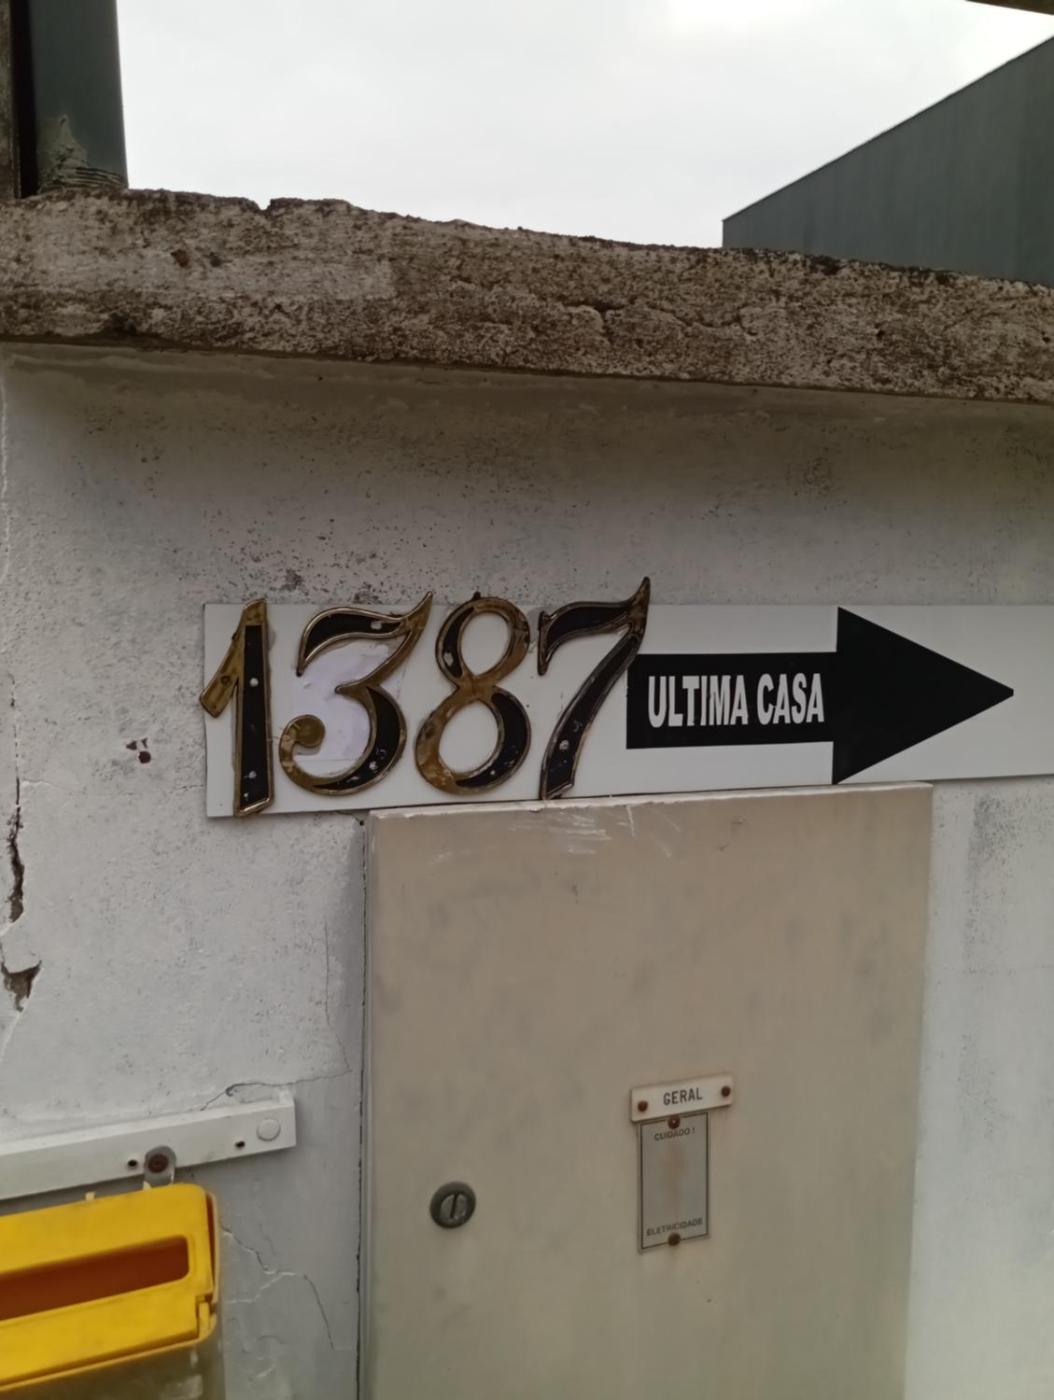 1387
ULTIMA CASA
GERAL
CUIDADO !
ELETRICIDADE